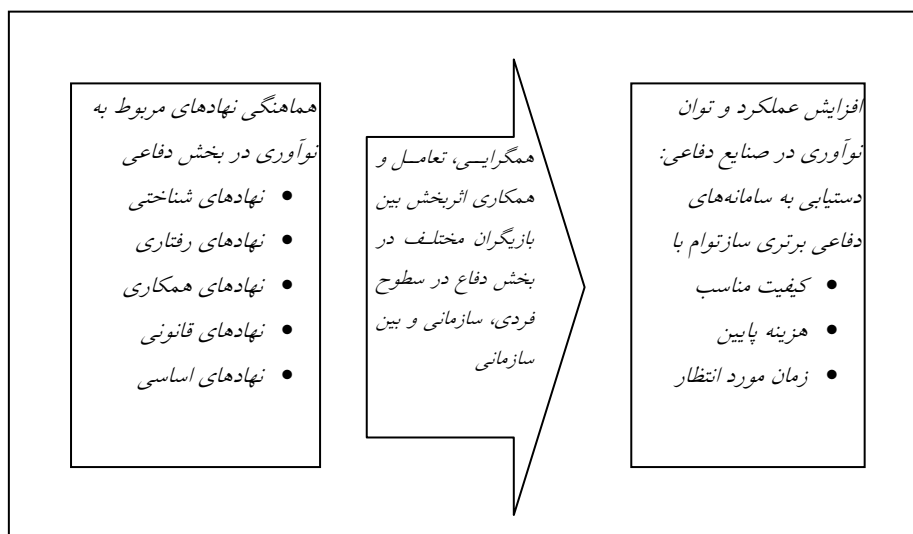 هماهنگی نهادهای مربوط به
نوآوری در بخش دفاعی
• نهادهای شناختی
• نهادهای رفتاری
• نهادهای همکاری
• نهادهای قانونی
• نهادهای اساسی
همگرایی، تعامل و
همکاری اثربخش بین
بازیگران مختلف در
بخش دفاع در سطوح
فردی، سازمانی و بین
سازمانی
افزایش عملکرد و توان
نوآوری در صنایع دفاعی:
دستیابی به سامانه‌های
دفاعی برتری سازتوام با
• کیفیت مناسب
• هزینه پایین
• زمان مورد انتظار